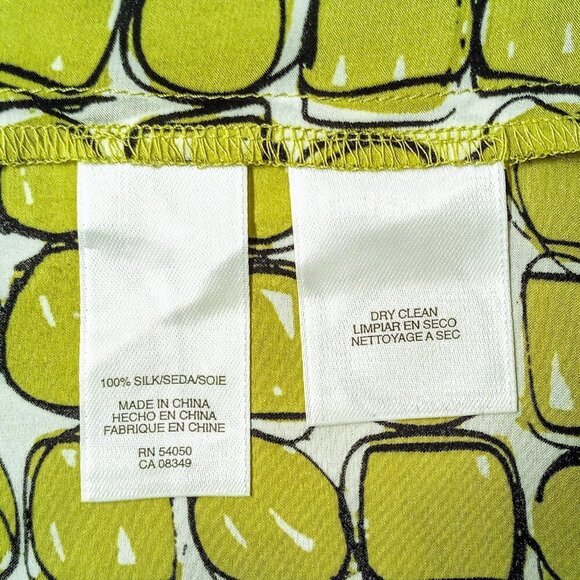 100% SILK/SEDA/SOIE
MADE IN CHINA
HECHO EN CHINA
FABRIQUE EN CHINE
RN 54050
CA 08349
DRY CLEAN
LIMPIAR EN SECO
NETTOYAGE A SEC